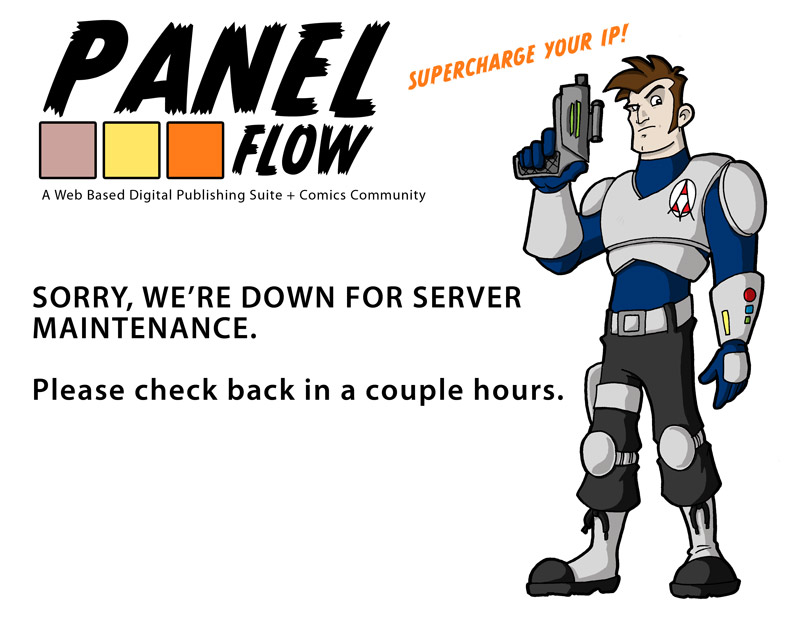 PANEL
FLOW
SUPERCHARGE YOUR IP!
A Web Based Digital Publishing Suite + Comics Community
SORRY, WE’RE DOWN FOR SERVER
MAINTENANCE.
Please check back in a couple hours.